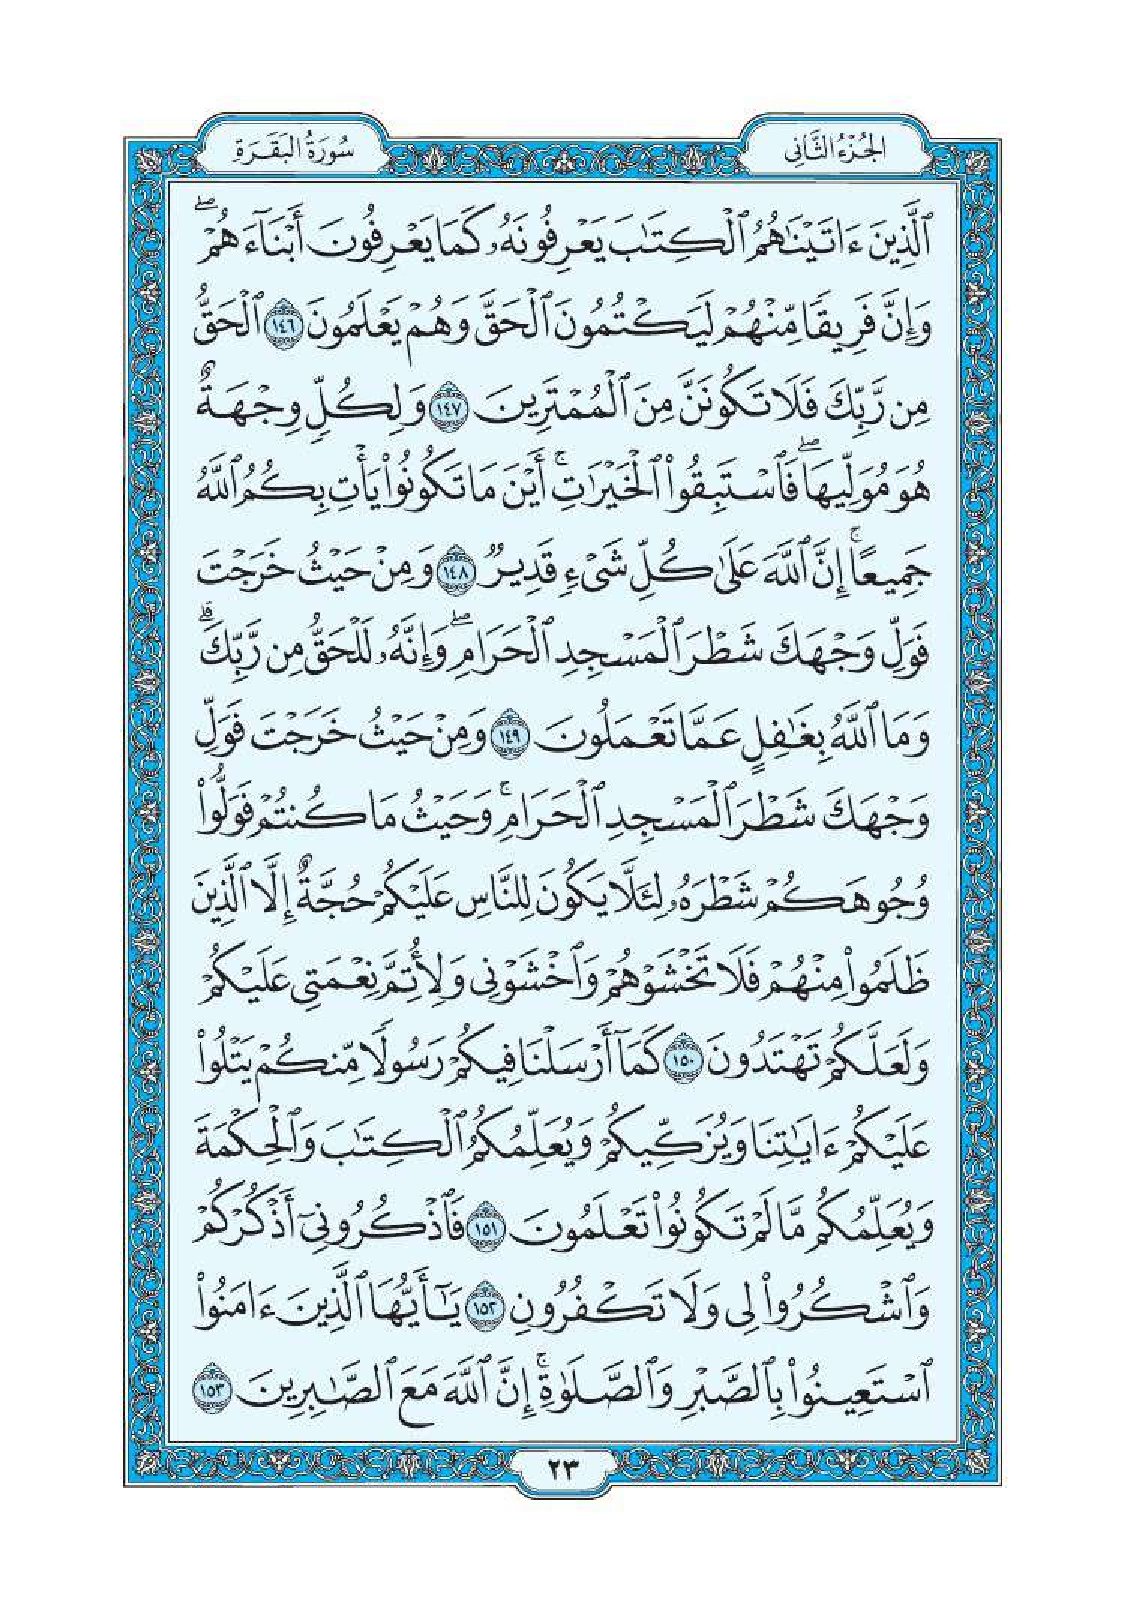 الجُزْءُ الثَّانِي
سُورَةُ البَقَرَةِ
ٱلَّذِينَ ءَاتَيْنَٰهُمُ ٱلْكِتَٰبَ يَعْرِفُونَهُۥ كَمَا يَعْرِفُونَ أَبْنَآءَهُمْ ۖ
وَإِنَّ فَرِيقًا مِّنْهُمْ لَيَكْتُمُونَ ٱلْحَقَّ وَهُمْ يَعْلَمُونَ ١٤٦ ٱلْحَقُّ
مِن رَّبِّكَ فَلَا تَكُونَنَّ مِنَ ٱلْمُمْتَرِينَ ١٤٧ وَلِكُلٍّ وِجْهَةٌ
هُوَ مُوَلِّيهَا ۖ فَٱسْتَبِقُوا۟ ٱلْخَيْرَٰتِ ۚ أَيْنَ مَا تَكُونُوا۟ يَأْتِ بِكُمُ ٱللَّهُ
جَمِيعًا ۚ إِنَّ ٱللَّهَ عَلَىٰ كُلِّ شَىْءٍ قَدِيرٌ ١٤٨ وَمِنْ حَيْثُ خَرَجْتَ
فَوَلِّ وَجْهَكَ شَطْرَ ٱلْمَسْجِدِ ٱلْحَرَامِ ۖ وَإِنَّهُۥ لَلْحَقُّ مِن رَّبِّكَ ۗ
وَمَا ٱللَّهُ بِغَٰفِلٍ عَمَّا تَعْمَلُونَ ١٤٩ وَمِنْ حَيْثُ خَرَجْتَ فَوَلِّ
وَجْهَكَ شَطْرَ ٱلْمَسْجِدِ ٱلْحَرَامِ ۚ وَحَيْثُ مَا كُنتُمْ فَوَلُّوا۟
وُجُوهَكُمْ شَطْرَهُۥ لِئَلَّا يَكُونَ لِلنَّاسِ عَلَيْكُمْ حُجَّةٌ إِلَّا ٱلَّذِينَ
ظَلَمُوا۟ مِنْهُمْ فَلَا تَخْشَوْهُمْ وَٱخْشَوْنِى وَلِأُتِمَّ نِعْمَتِى عَلَيْكُمْ
وَلَعَلَّكُمْ تَهْتَدُونَ ١٥٠ كَمَآ أَرْسَلْنَا فِيكُمْ رَسُولًا مِّنكُمْ يَتْلُوا۟
عَلَيْكُمْ ءَايَٰتِنَا وَيُزَكِّيكُمْ وَيُعَلِّمُكُمُ ٱلْكِتَٰبَ وَٱلْحِكْمَةَ
وَيُعَلِّمُكُم مَّا لَمْ تَكُونُوا۟ تَعْلَمُونَ ١٥١ فَٱذْكُرُونِىٓ أَذْكُرْكُمْ
وَٱشْكُرُوا۟ لِى وَلَا تَكْفُرُونِ ١٥٢ يَٰٓأَيُّهَا ٱلَّذِينَ ءَامَنُوا۟
ٱسْتَعِينُوا۟ بِٱلصَّبْرِ وَٱلصَّلَوٰةِ ۚ إِنَّ ٱللَّهَ مَعَ ٱلصَّٰبِرِينَ ١٥٣
٢٣